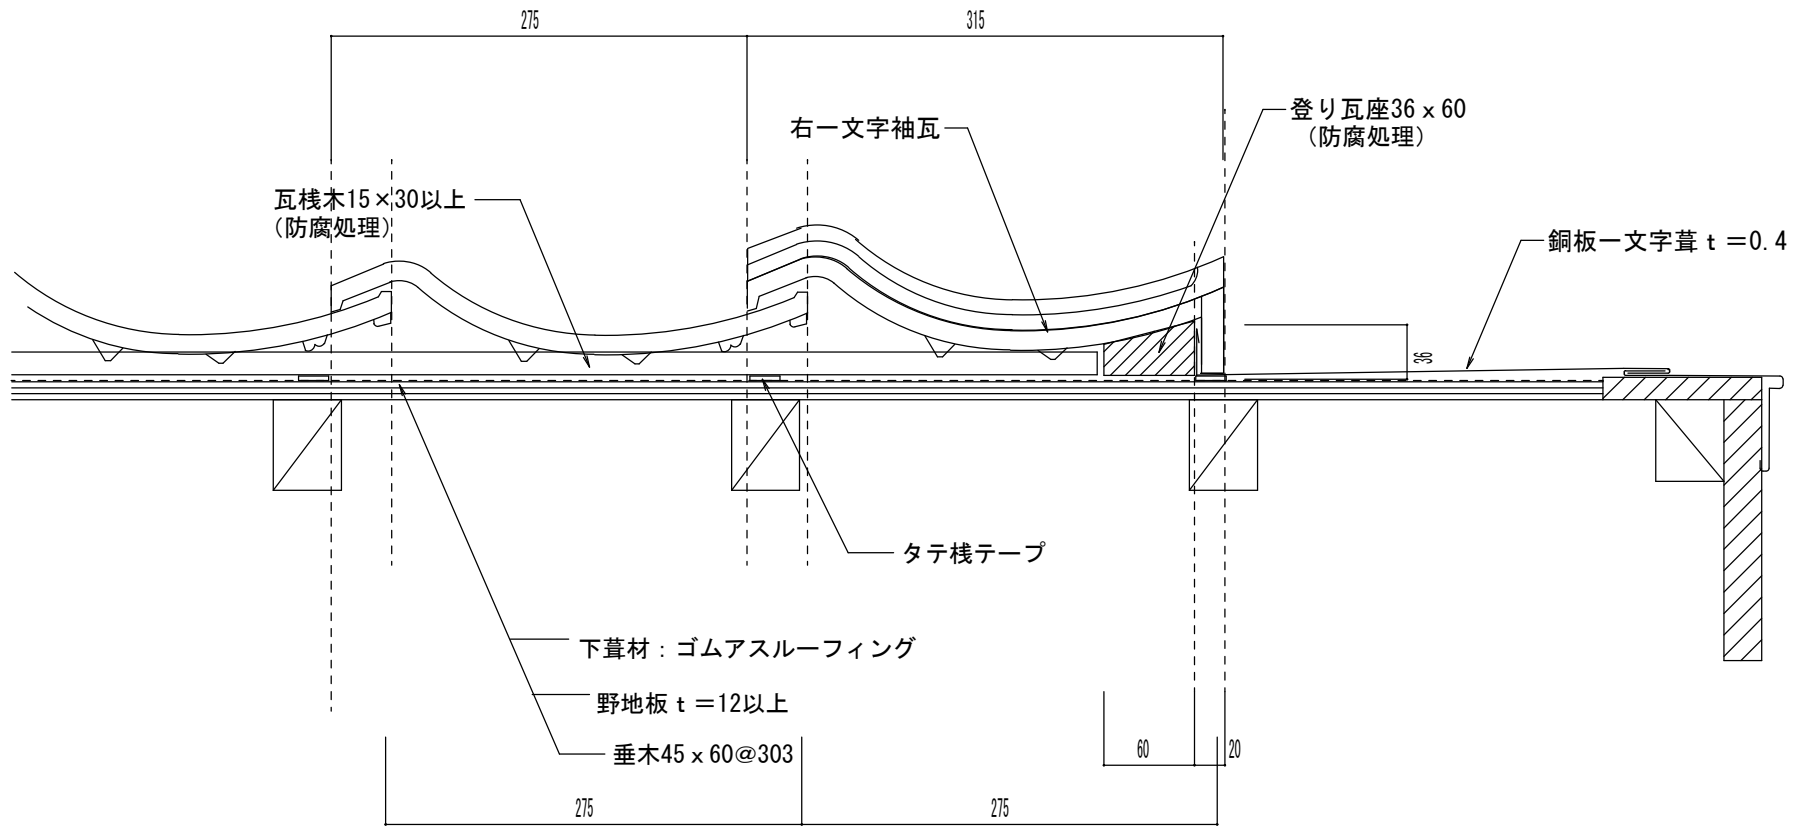 275
315
登り瓦座36ｘ60
（防腐処理）
右一文字袖瓦
瓦桟木15×30以上
（防腐処理）
銅板一文字葺ｔ＝0.4
36
タテ桟テープ
下葺材：ゴムアスルーフィング
野地板ｔ＝12以上
垂木45ｘ60@303
60
20
275
275